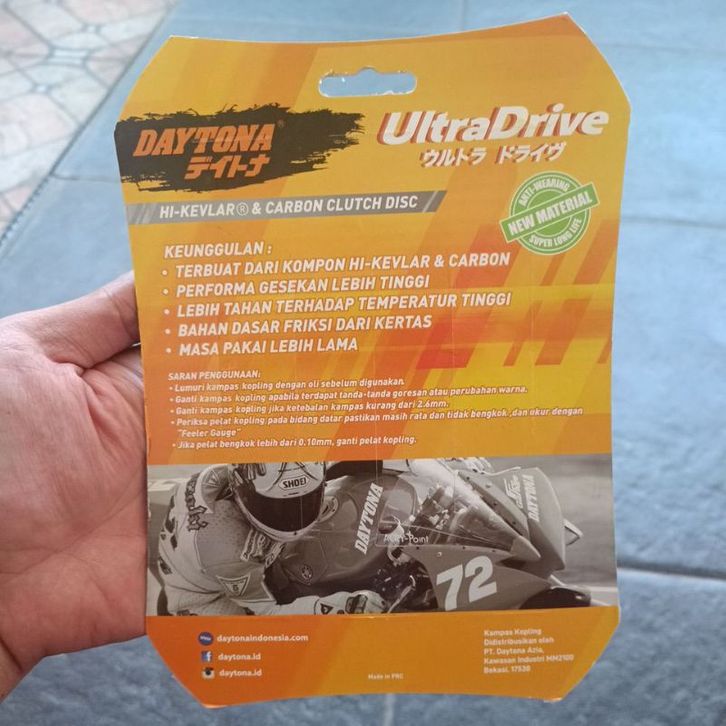 DAYTONA®
デイトナ
UltraDrive
ウルトラ ドライヴ
HI-KEVLAR® & CARBON CLUTCH DISC
ANTI-WEARING
NEW MATERIAL
SUPER LONG LIFE
KEUNGGULAN :
• TERBUAT DARI KOMPON HI-KEVLAR & CARBON
• PERFORMA GESEKAN LEBIH TINGGI
• LEBIH TAHAN TERHADAP TEMPERATUR TINGGI
• BAHAN DASAR FRIKSI DARI KERTAS
• MASA PAKAI LEBIH LAMA
SARAN PENGGUNAAN:
• Lumuri kampas kopling dengan oli sebelum digunakan.
• Ganti kampas kopling apabila terdapat tanda-tanda goresan atau perubahan warna.
• Ganti kampas kopling jika ketebalan kampas kurang dari 2.6mm.
• Periksa pelat kopling pada bidang datar pastikan masih rata dan tidak bengkok.,dan ukur dengan
"Feeler Gauge"
• Jika pelat bengkok lebih dari 0.10mm, ganti pelat kopling.
SHOEI
DAYTONA
DAYTONA
72
daytonaindonesia.com
daytona.id
daytona.id
Made in PRC
Kampas Kopling
Didistribusikan oleh
PT. Daytona Azia,
Kawasan Industri MM2100
Bekasi, 17530